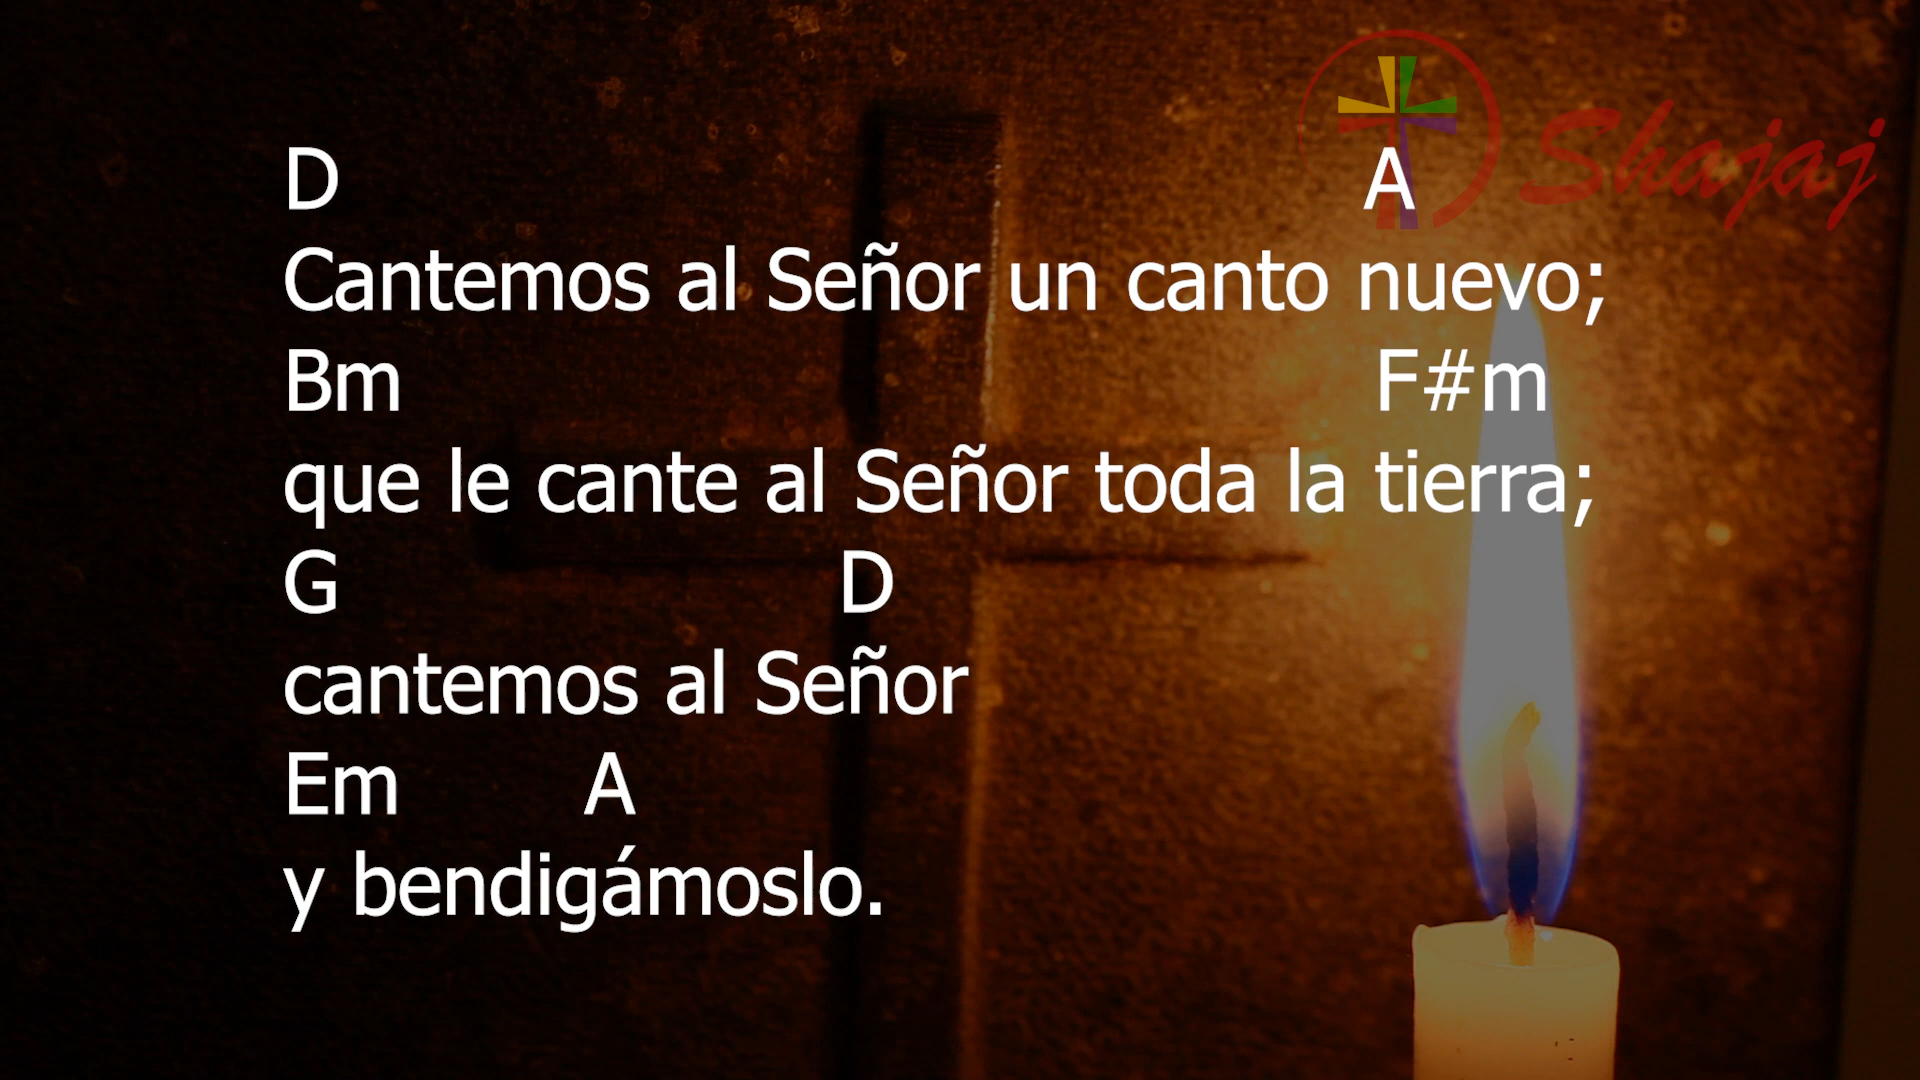 Shajaj
D A
Cantemos al Señor un canto nuevo;
Bm F#m
que le cante al Señor toda la tierra;
G D
cantemos al Señor
Em A
y bendigámoslo.